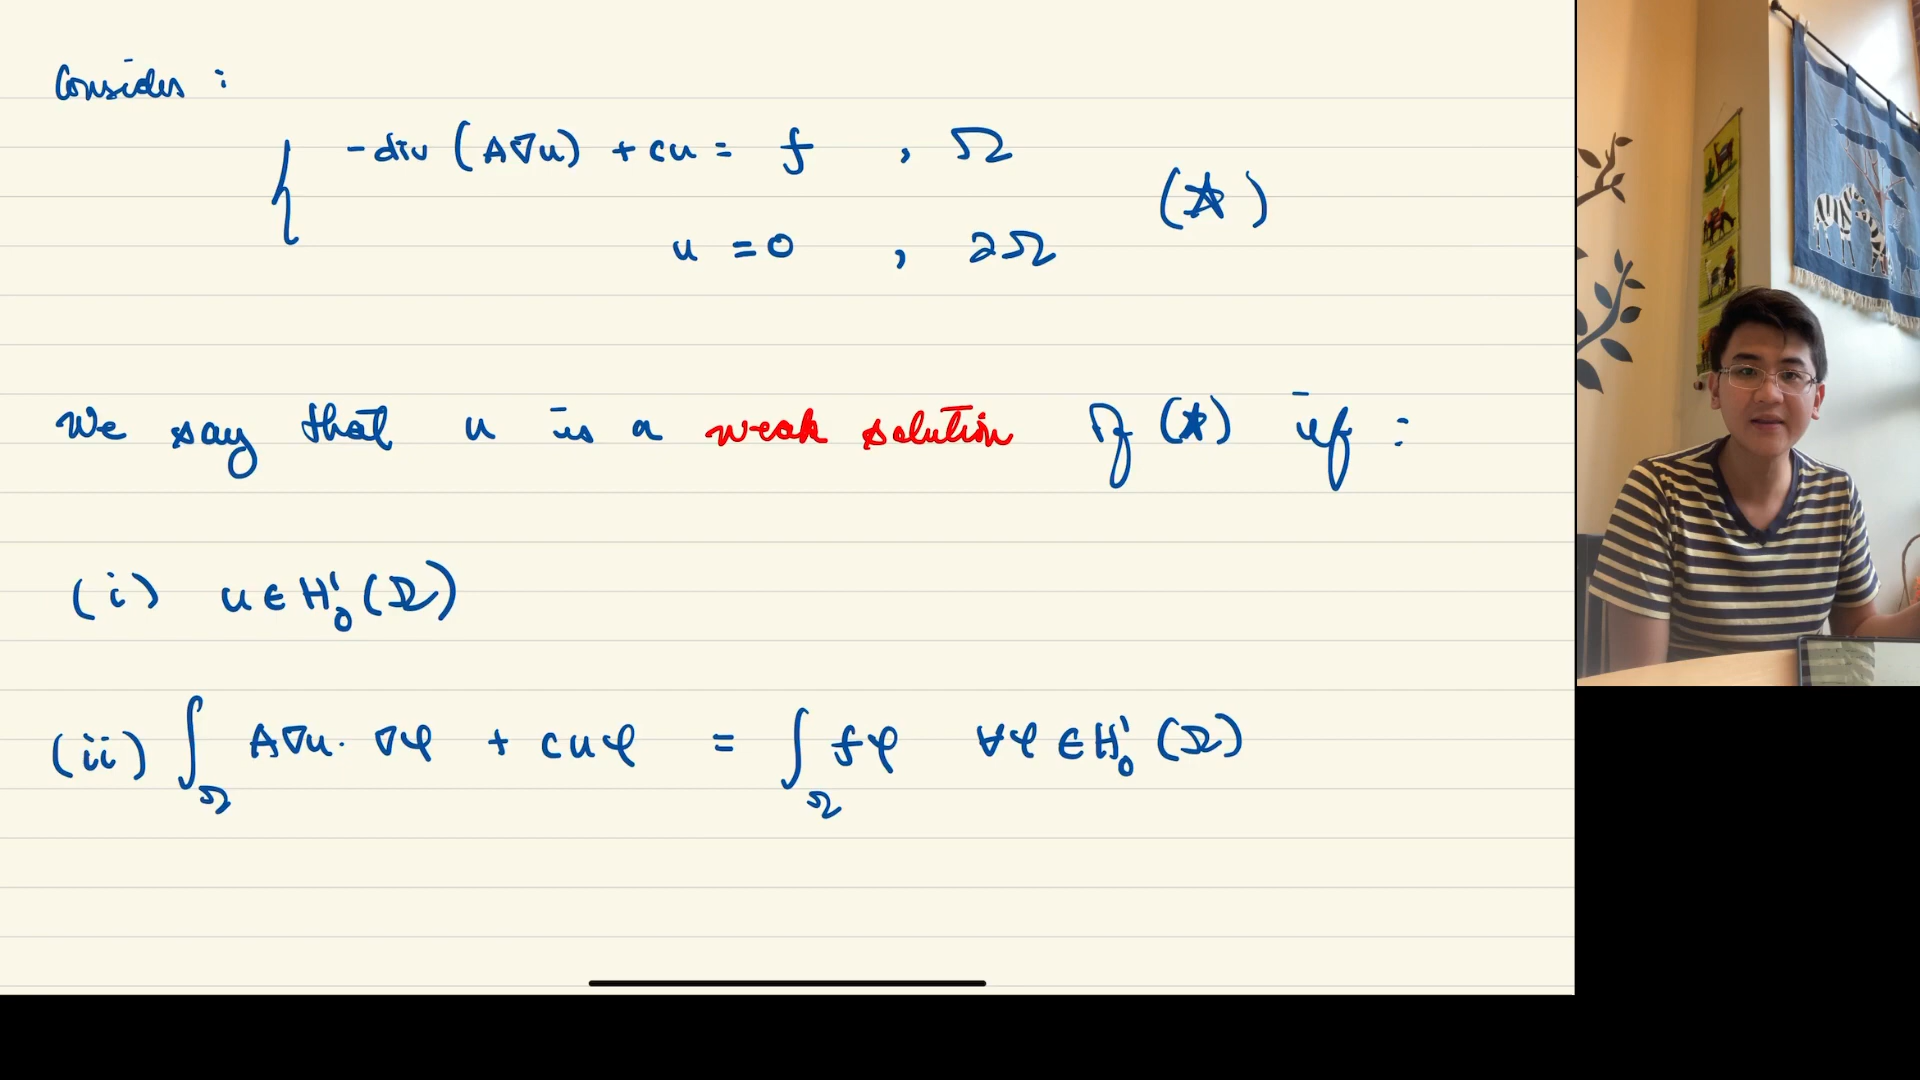 Consider :
-div (A∇u) + cu = f , Ω
(☆)
u = 0 , ∂Ω
We say that u is a weak solution of (☆) if :
(i) u ∈ H¹₀(Ω)
(ii) ∫_Ω A∇u · ∇φ + cuφ = ∫_Ω fφ ∀φ ∈ H¹₀(Ω)